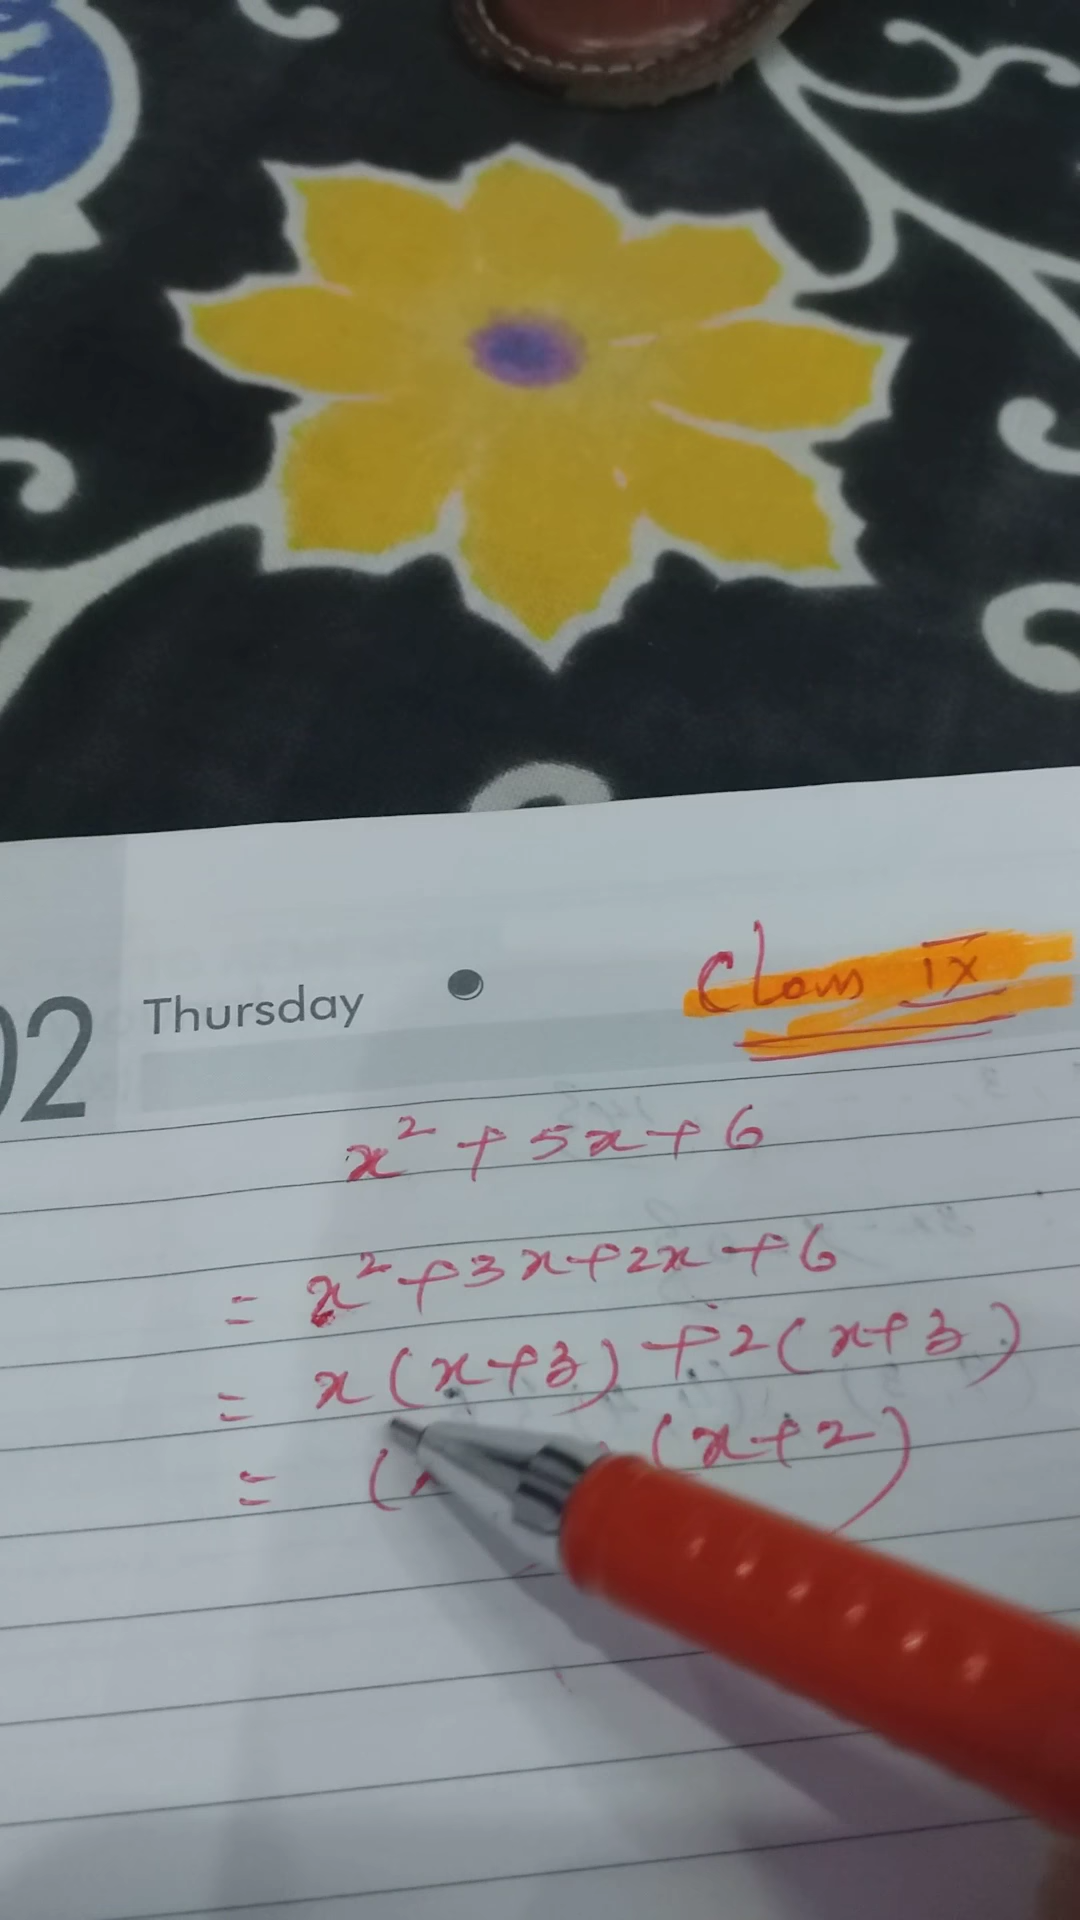 02 Thursday
Class IX
x² + 5x + 6
= x² + 3x + 2x + 6
= x (x + 3) + 2 (x + 3)
= ( (x + 2)